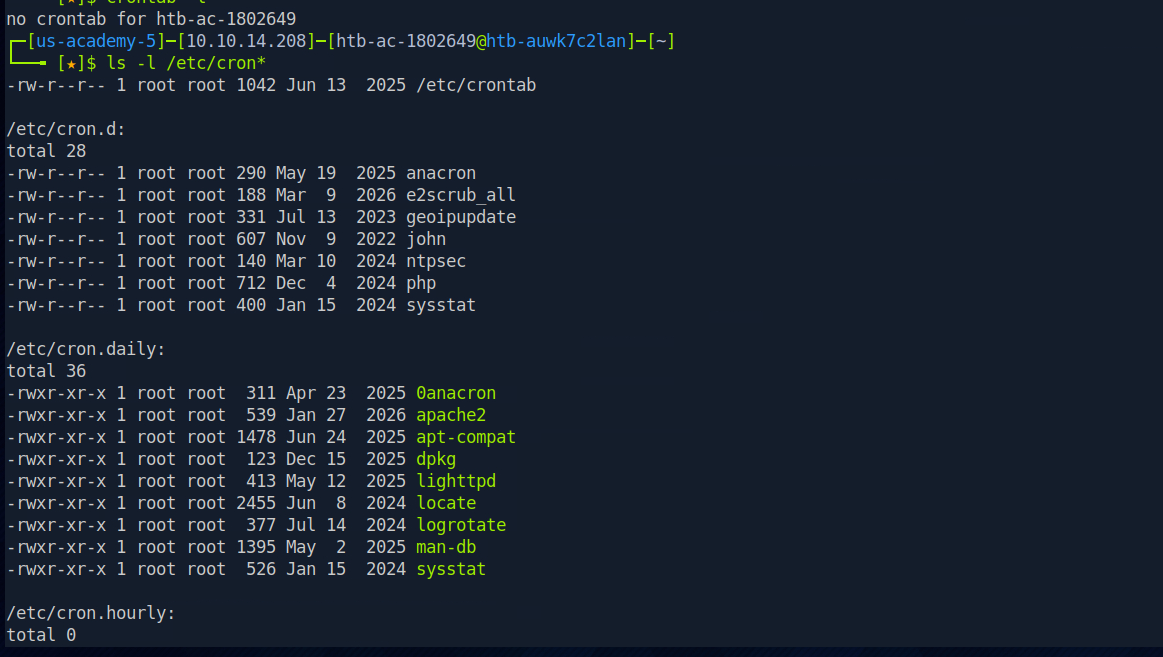 [★]$ crontab -l
no crontab for htb-ac-1802649
┌─[us-academy-5]─[10.10.14.208]─[htb-ac-1802649@htb-auwk7c2lan]─[~]
└──╼ [★]$ ls -l /etc/cron*
-rw-r--r-- 1 root root 1042 Jun 13  2025 /etc/crontab

/etc/cron.d:
total 28
-rw-r--r-- 1 root root 290 May 19  2025 anacron
-rw-r--r-- 1 root root 188 Mar  9  2026 e2scrub_all
-rw-r--r-- 1 root root 331 Jul 13  2023 geoipupdate
-rw-r--r-- 1 root root 607 Nov  9  2022 john
-rw-r--r-- 1 root root 140 Mar 10  2024 ntpsec
-rw-r--r-- 1 root root 712 Dec  4  2024 php
-rw-r--r-- 1 root root 400 Jan 15  2024 sysstat

/etc/cron.daily:
total 36
-rwxr-xr-x 1 root root  311 Apr 23  2025 0anacron
-rwxr-xr-x 1 root root  539 Jan 27  2026 apache2
-rwxr-xr-x 1 root root 1478 Jun 24  2025 apt-compat
-rwxr-xr-x 1 root root  123 Dec 15  2025 dpkg
-rwxr-xr-x 1 root root  413 May 12  2025 lighttpd
-rwxr-xr-x 1 root root 2455 Jun  8  2024 locate
-rwxr-xr-x 1 root root  377 Jul 14  2024 logrotate
-rwxr-xr-x 1 root root 1395 May  2  2025 man-db
-rwxr-xr-x 1 root root  526 Jan 15  2024 sysstat

/etc/cron.hourly:
total 0